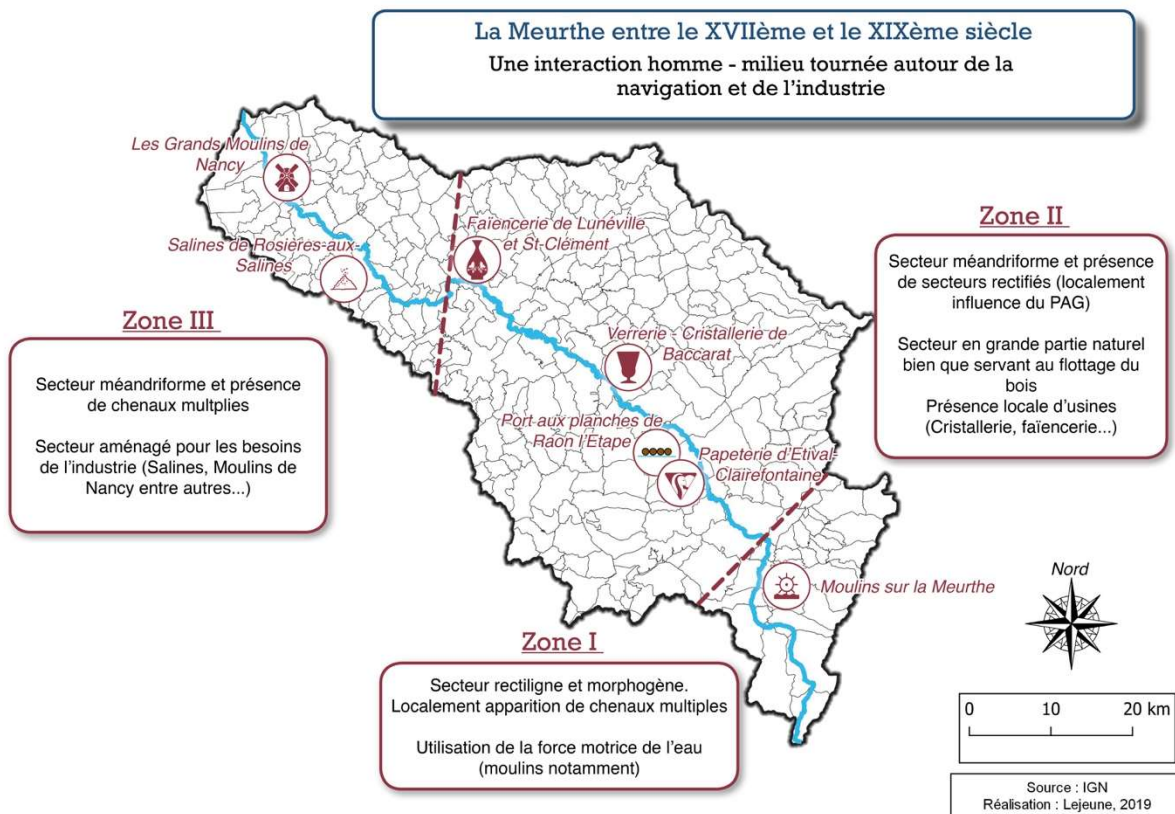 La Meurthe entre le XVIIème et le XIXème siècle
Une interaction homme - milieu tournée autour de la
navigation et de l'industrie
Les Grands Moulins de
Nancy
Salines de Rosières-aux-
Salines
Faïencerie de Lunéville
et St-Clément
Verrerie - Cristallerie de
Baccarat
Port aux planches de
Raon l'Etape
Papeterie d'Etival-
Clairefontaine
Moulins sur la Meurthe
Zone III
Secteur méandriforme et présence
de chenaux multplies
Secteur aménagé pour les besoins
de l'industrie (Salines, Moulins de
Nancy entre autres...)
Zone II
Secteur méandriforme et présence
de secteurs rectifiés (localement
influence du PAG)
Secteur en grande partie naturel
bien que servant au flottage du
bois
Présence locale d'usines
(Cristallerie, faïencerie...)
Zone I
Secteur rectiligne et morphogène.
Localement apparition de chenaux multiples
Utilisation de la force motrice de l'eau
(moulins notamment)
Nord
0 10 20 km
Source : IGN
Réalisation : Lejeune, 2019